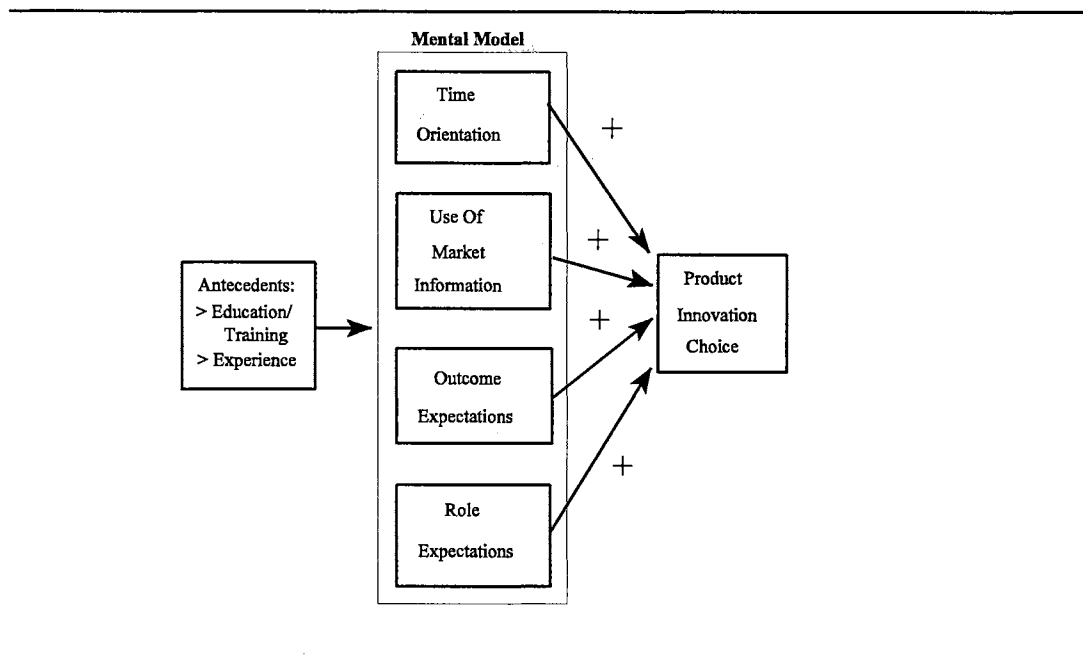 Mental Model
Time
Orientation
+
Use Of
Market
Information
+
Antecedents:
> Education/
Training
> Experience
Product
Innovation
Choice
+
Outcome
Expectations
+
Role
Expectations